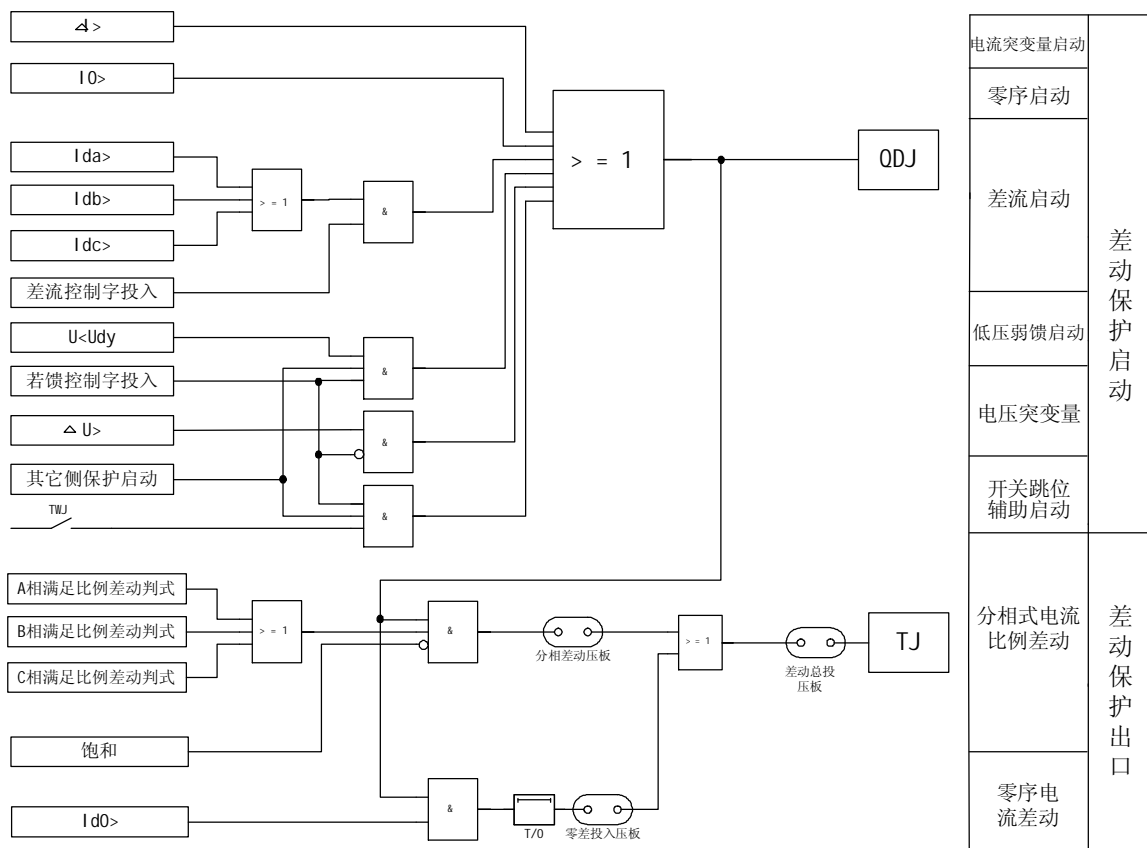 △I>
I0>
Ida>
Idb>
Idc>
差流控制字投入
U<Udy
若馈控制字投入
△U>
其它侧保护启动
TWJ
>=1
&
&
&
&
>=1
QDJ
A相满足比例差动判式
B相满足比例差动判式
C相满足比例差动判式
饱和
Id0>
>=1
&
&
T/0
分相差动压板
零差投入压板
>=1
差动总投
压板
TJ
电流突变量启动
零序启动
差流启动
低压弱馈启动
电压突变量
开关跳位
辅助启动
分相式电流
比例差动
零序电
流差动
差动保护启动
差动保护出口